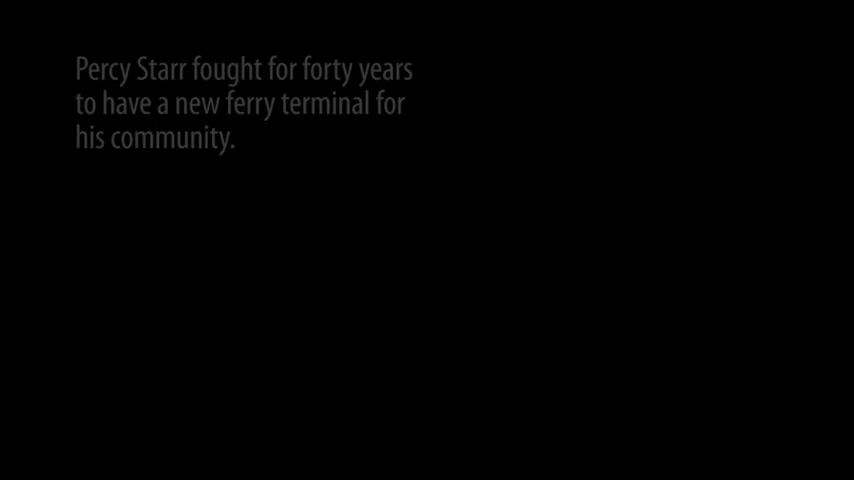 Percy Starr fought for forty years
to have a new ferry terminal for
his community.